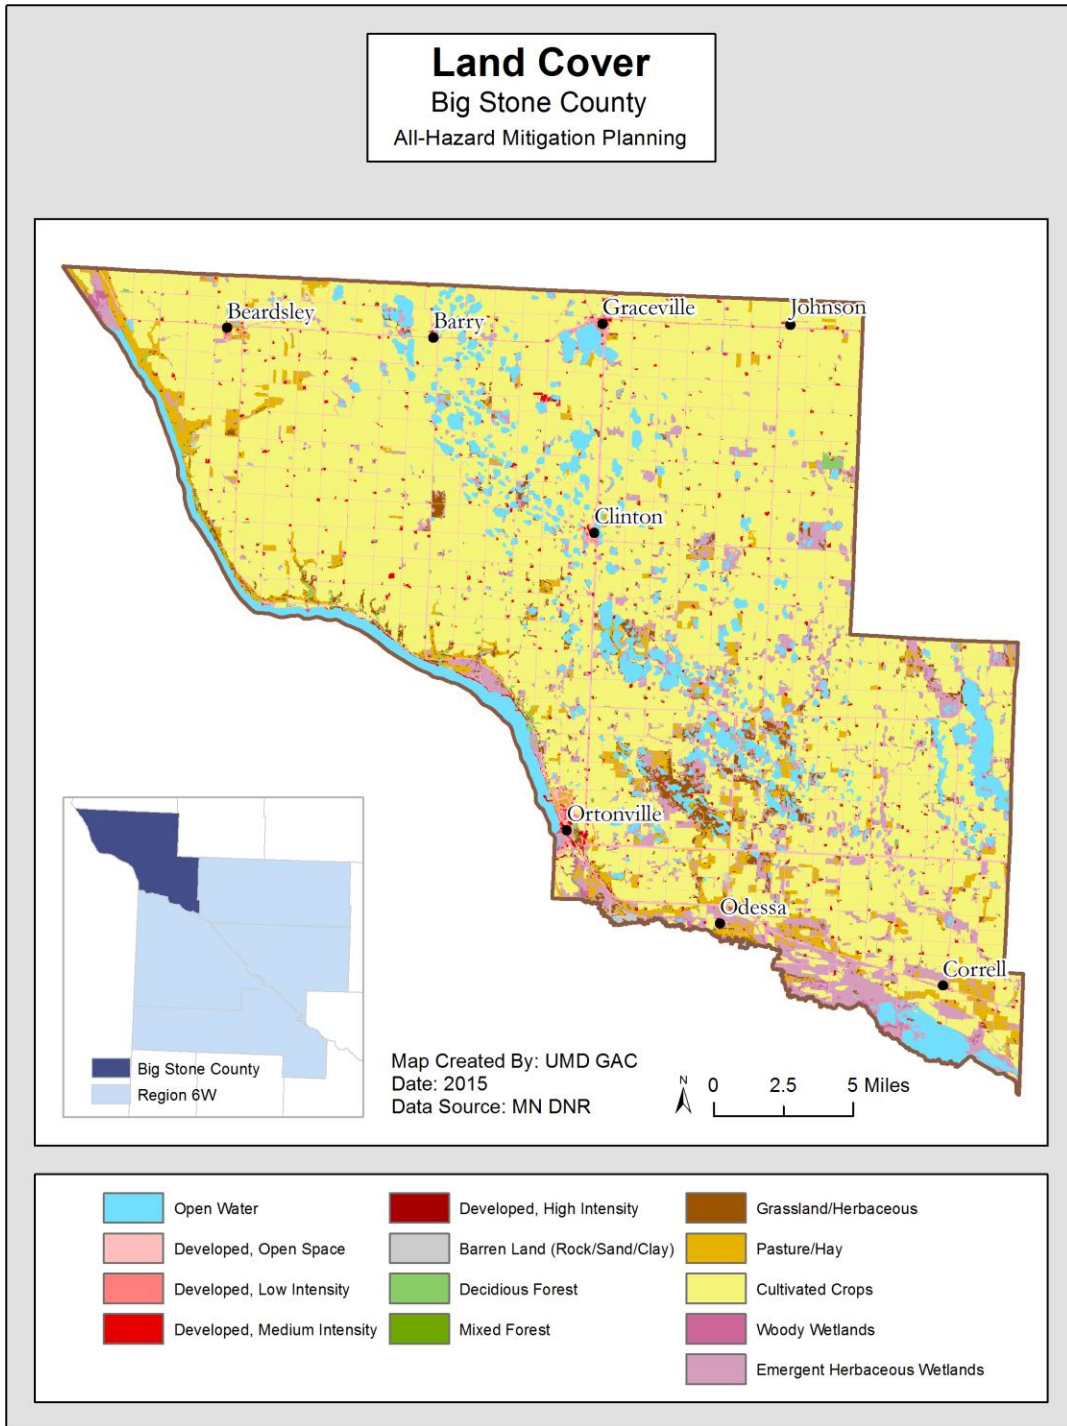 Land Cover
Big Stone County
All-Hazard Mitigation Planning
Beardsley
Barry
Graceville
Johnson
Clinton
Ortonville
Odessa
Correll
Big Stone County
Region 6W
Map Created By: UMD GAC
Date: 2015
Data Source: MN DNR
N
0 2.5 5 Miles
Open Water
Developed, Open Space
Developed, Low Intensity
Developed, Medium Intensity
Developed, High Intensity
Barren Land (Rock/Sand/Clay)
Decidious Forest
Mixed Forest
Grassland/Herbaceous
Pasture/Hay
Cultivated Crops
Woody Wetlands
Emergent Herbaceous Wetlands